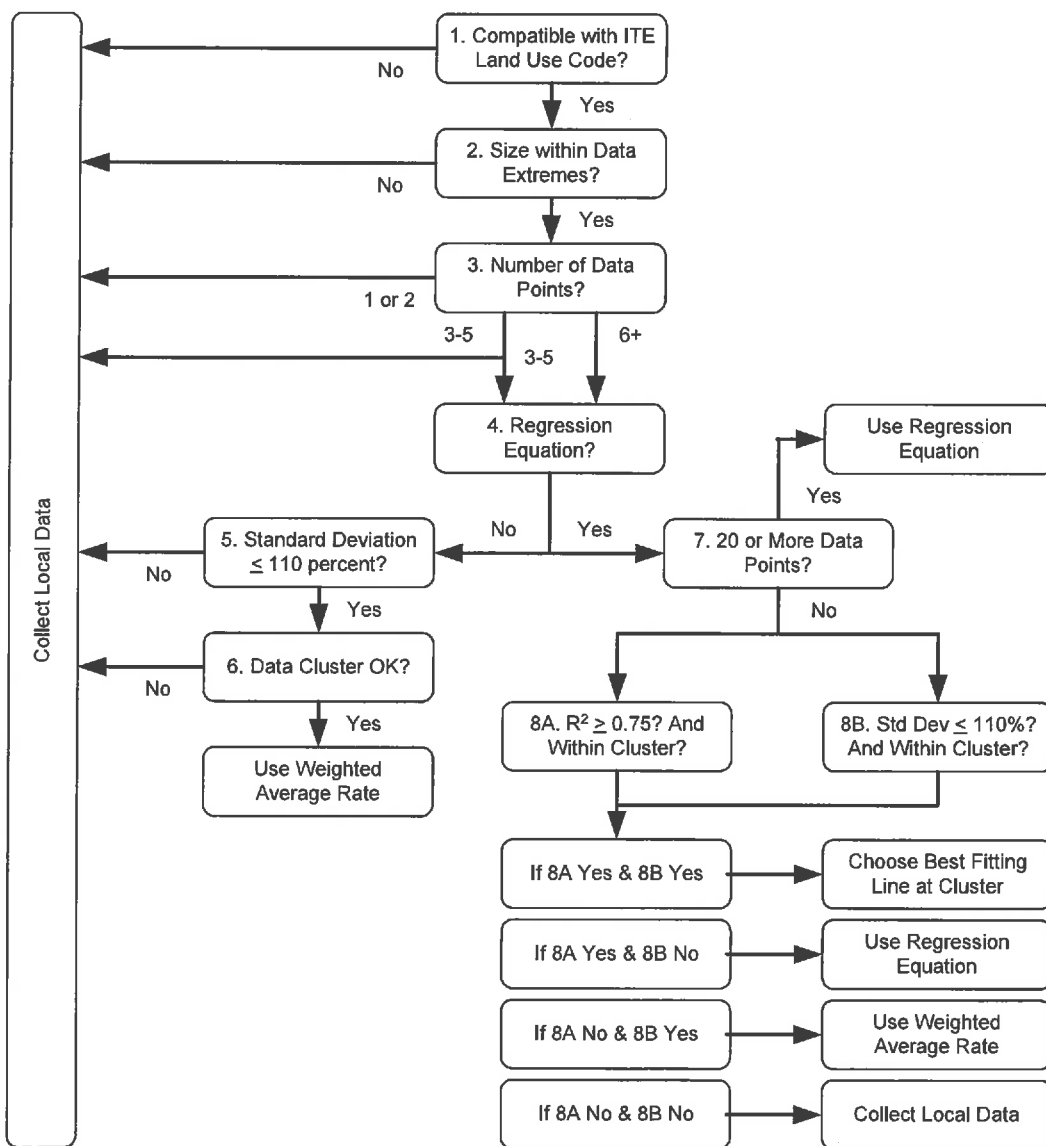 Collect Local Data
1. Compatible with ITE
Land Use Code?
No
Yes
2. Size within Data
Extremes?
No
Yes
3. Number of Data
Points?
1 or 2
3-5
3-5
6+
4. Regression
Equation?
Use Regression
Equation
Yes
No
Yes
5. Standard Deviation
≤ 110 percent?
No
Yes
7. 20 or More Data
Points?
No
6. Data Cluster OK?
No
Yes
Use Weighted
Average Rate
8A. R² ≥ 0.75? And
Within Cluster?
8B. Std Dev ≤ 110%?
And Within Cluster?
If 8A Yes & 8B Yes
Choose Best Fitting
Line at Cluster
If 8A Yes & 8B No
Use Regression
Equation
If 8A No & 8B Yes
Use Weighted
Average Rate
If 8A No & 8B No
Collect Local Data